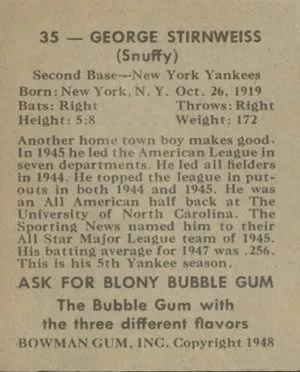 35 — GEORGE STIRNWEISS
(Snuffy)
Second Base—New York Yankees
Born: New York, N. Y. Oct. 26, 1919
Bats: Right Throws: Right
Height: 5:8 Weight: 172
Another home town boy makes good.
In 1945 he led the American League in
seven departments. He led all fielders
in 1944. He topped the league in put-
outs in both 1944 and 1945. He was
an All American half back at The
University of North Carolina. The
Sporting News named him to their
All Star Major League team of 1945.
His batting average for 1947 was .256.
This is his 5th Yankee season.
ASK FOR BLONY BUBBLE GUM
The Bubble Gum with
the three different flavors
BOWMAN GUM, INC. Copyright 1948